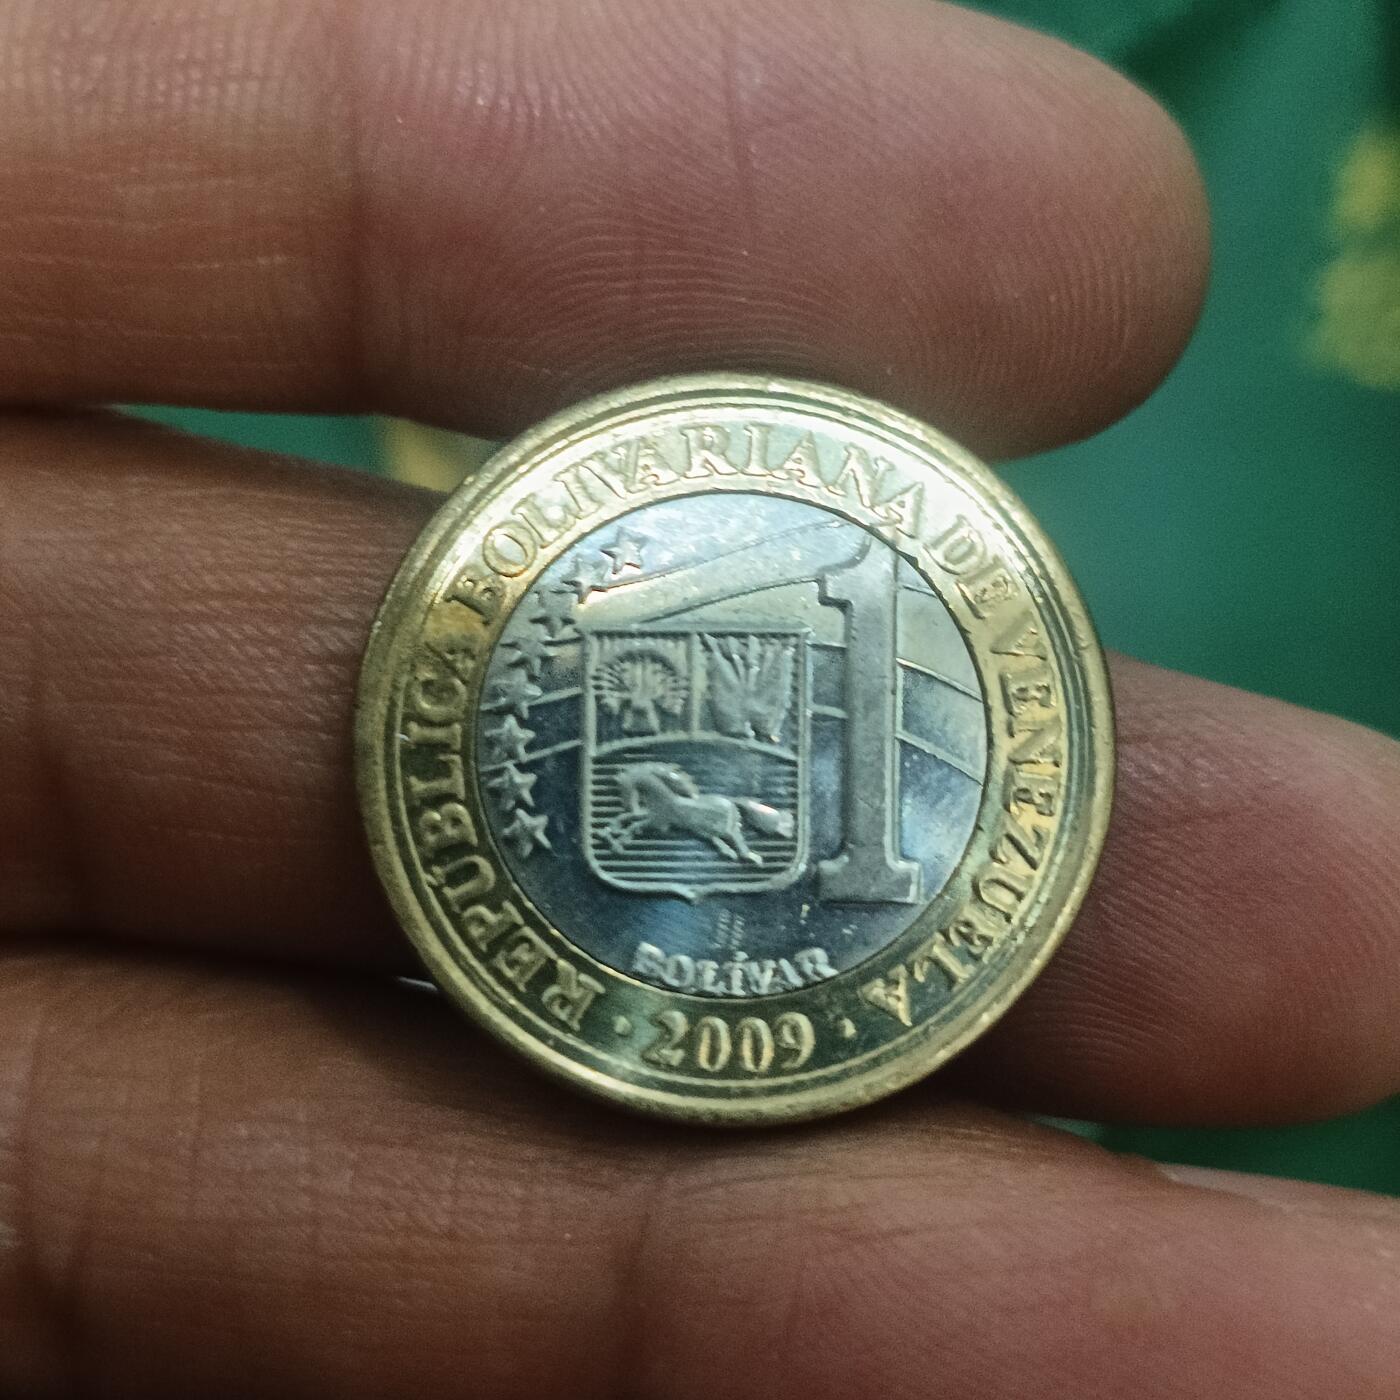 REPÚBLICA BOLIVARIANA DE VENEZUELA
1
BOLÍVAR
· 2009 ·